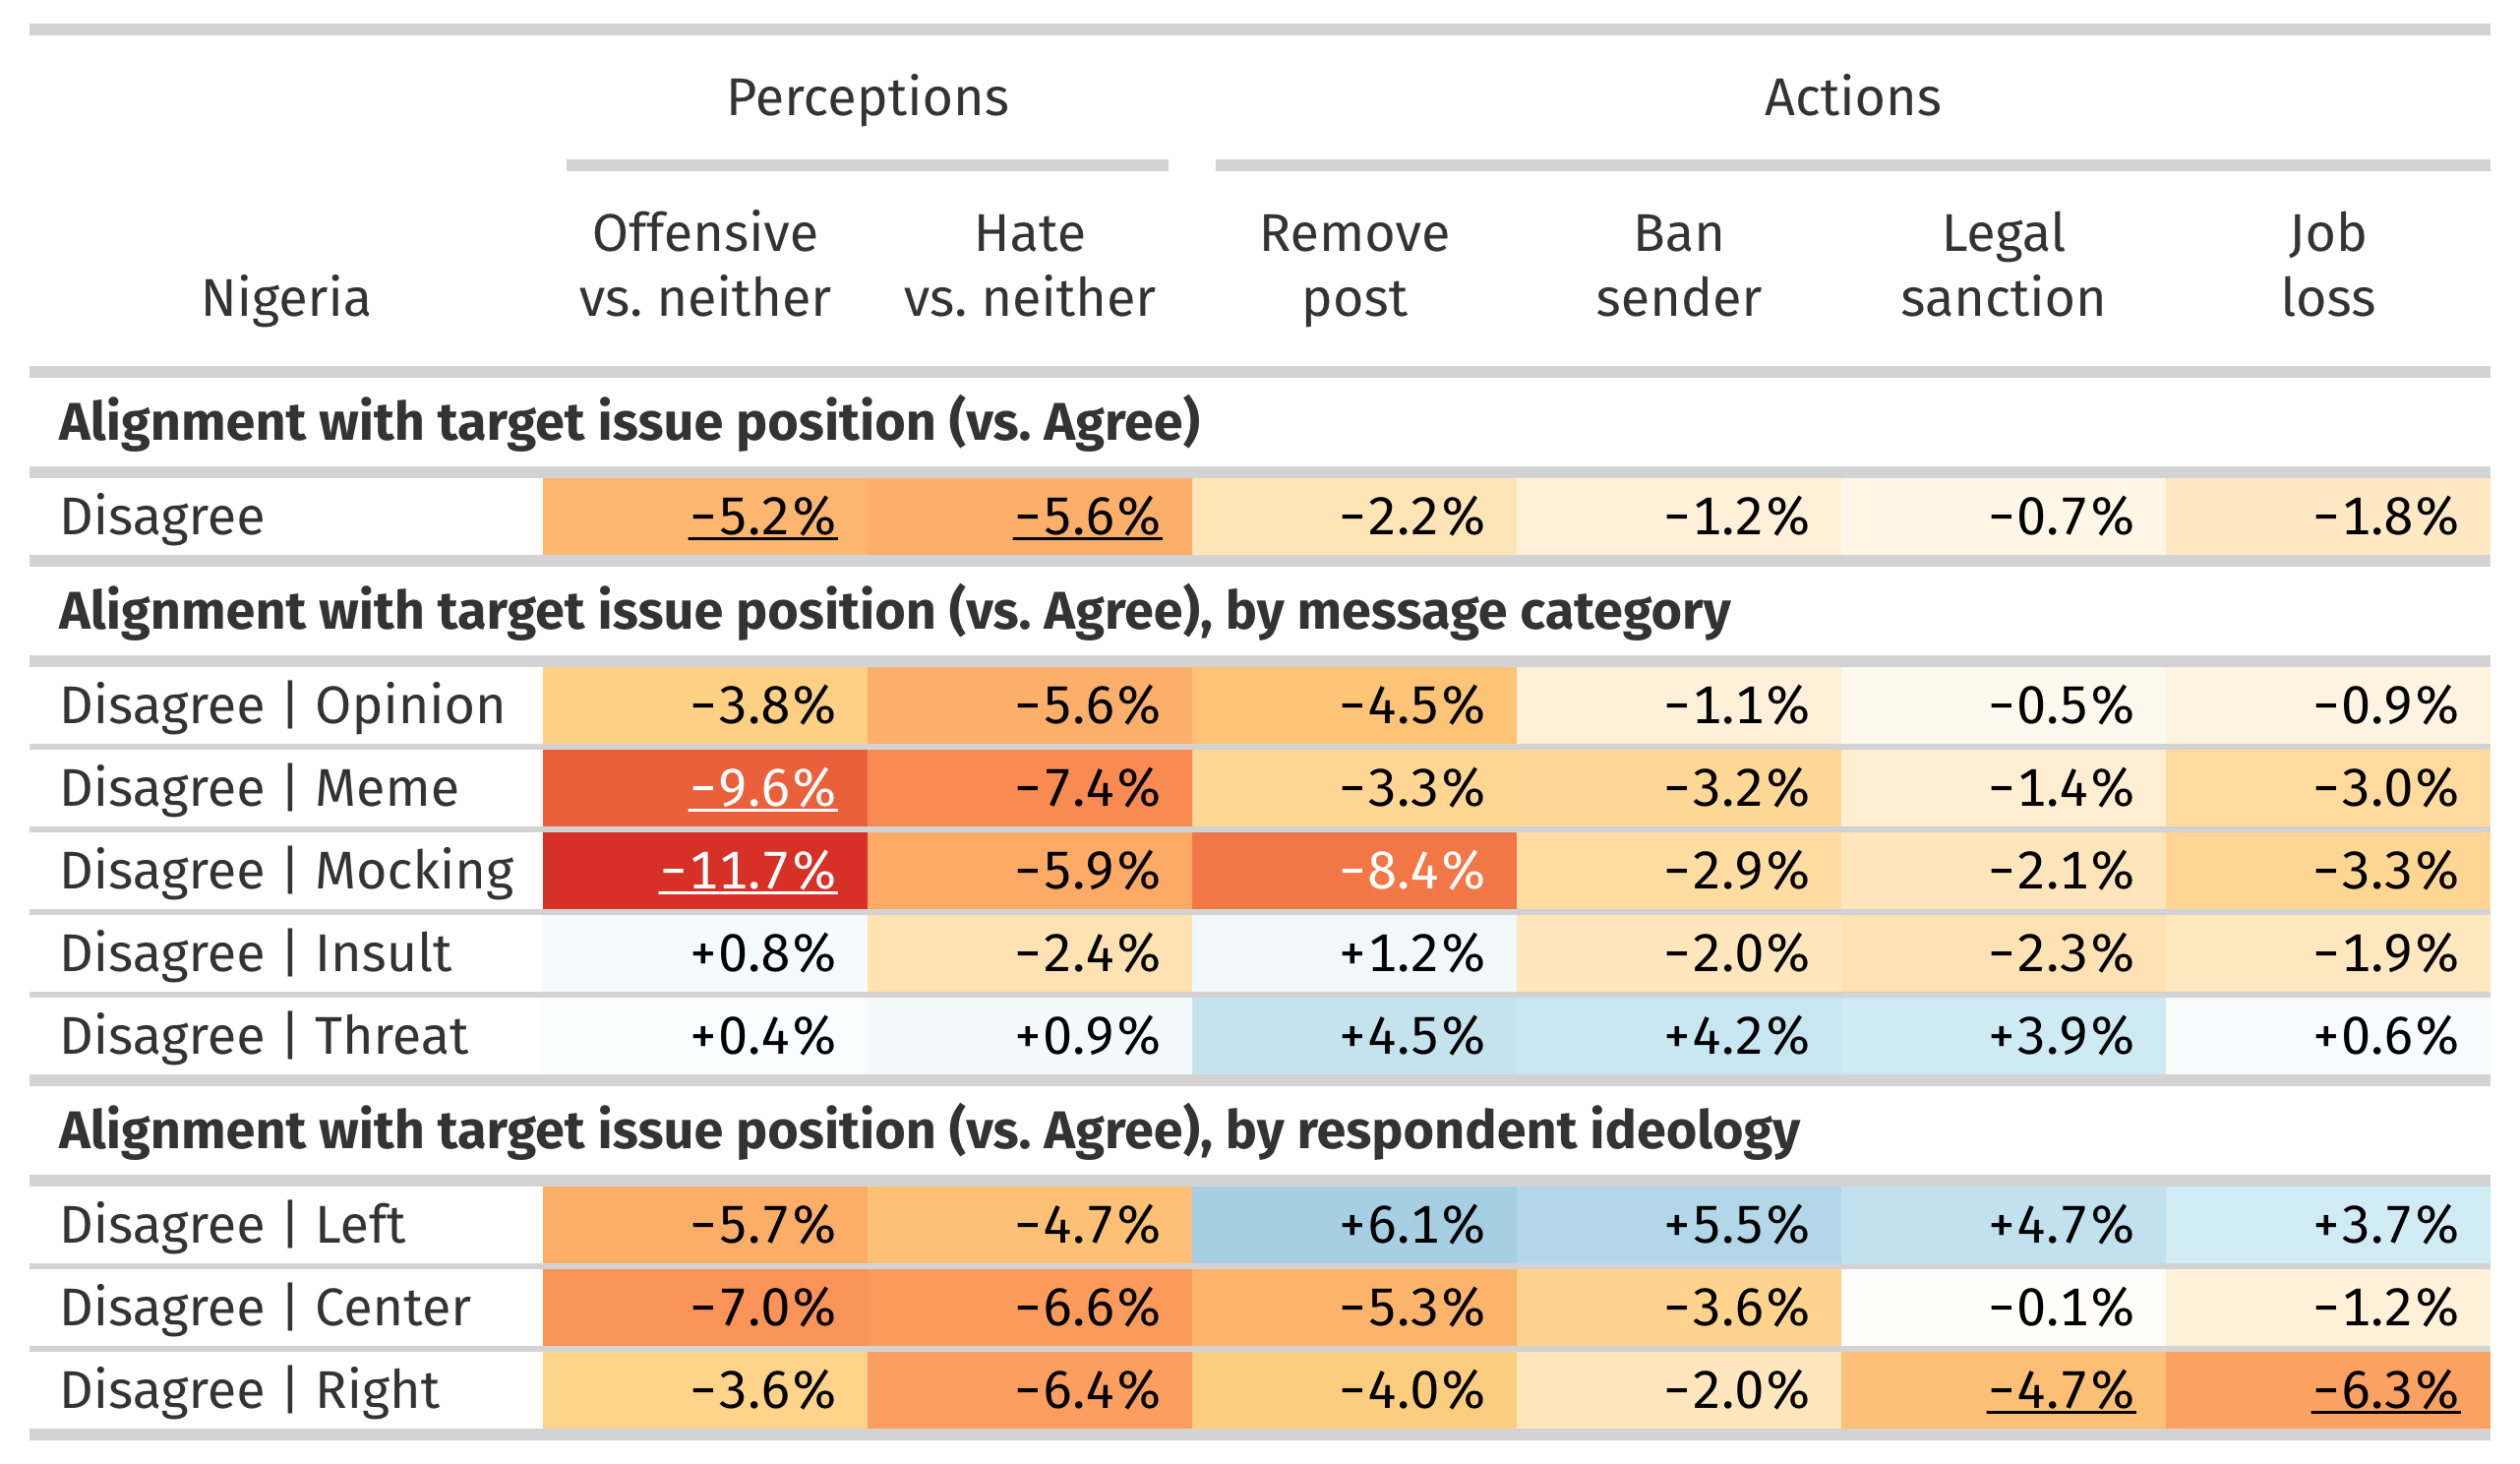 Perceptions Actions
Offensive Hate Remove Ban Legal Job
Nigeria vs. neither vs. neither post sender sanction loss
Alignment with target issue position (vs. Agree)
Disagree −5.2% −5.6% −2.2% −1.2% −0.7% −1.8%
Alignment with target issue position (vs. Agree), by message category
Disagree | Opinion −3.8% −5.6% −4.5% −1.1% −0.5% −0.9%
Disagree | Meme −9.6% −7.4% −3.3% −3.2% −1.4% −3.0%
Disagree | Mocking −11.7% −5.9% −8.4% −2.9% −2.1% −3.3%
Disagree | Insult +0.8% −2.4% +1.2% −2.0% −2.3% −1.9%
Disagree | Threat +0.4% +0.9% +4.5% +4.2% +3.9% +0.6%
Alignment with target issue position (vs. Agree), by respondent ideology
Disagree | Left −5.7% −4.7% +6.1% +5.5% +4.7% +3.7%
Disagree | Center −7.0% −6.6% −5.3% −3.6% −0.1% −1.2%
Disagree | Right −3.6% −6.4% −4.0% −2.0% −4.7% −6.3%